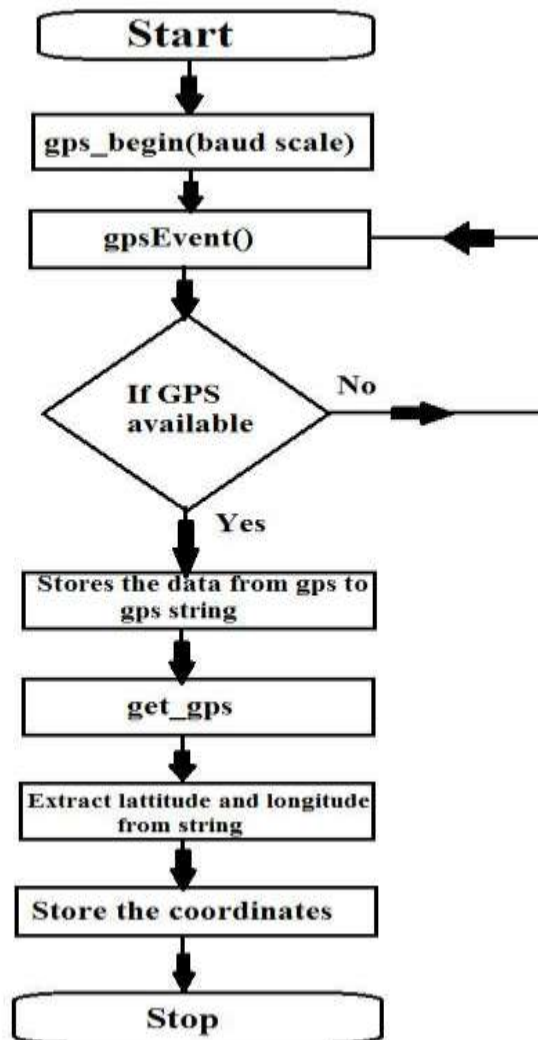 Start
gps_begin(baud scale)
gpsEvent()
If GPS
available
No
Yes
Stores the data from gps to
gps string
get_gps
Extract lattitude and longitude
from string
Store the coordinates
Stop